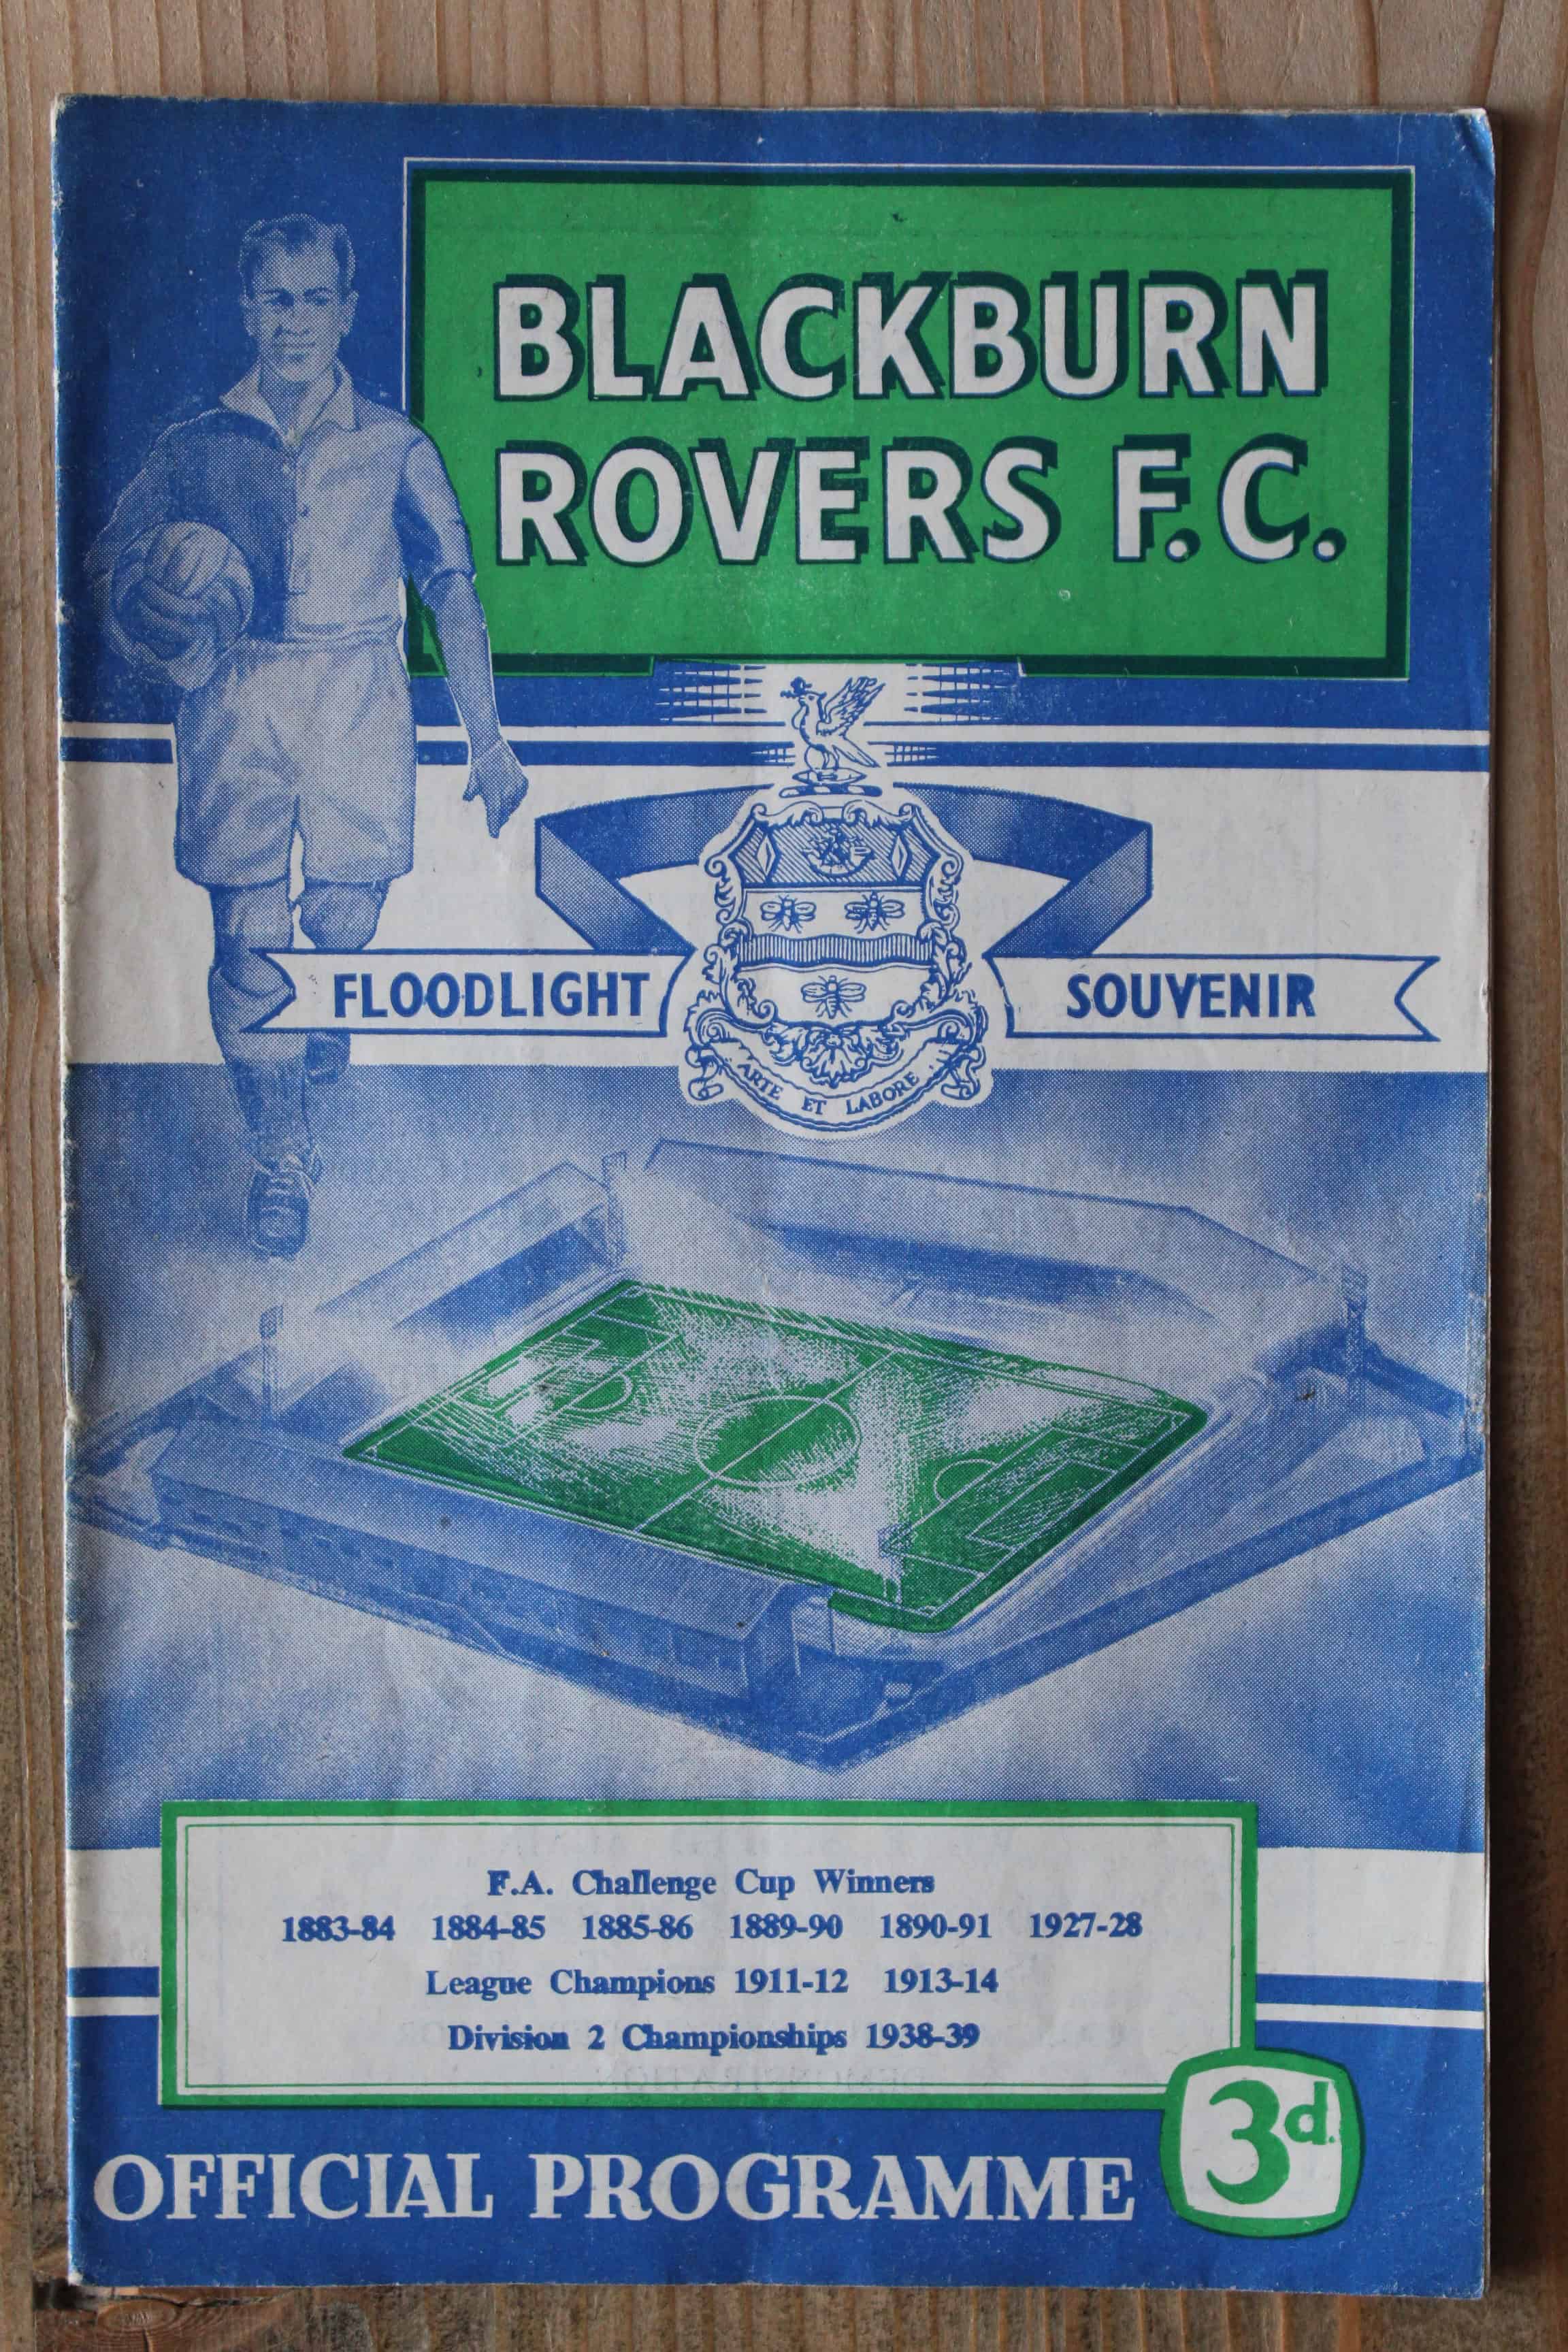 BLACKBURN
ROVERS F.C.
FLOODLIGHT SOUVENIR
ARTE ET LABORE
F.A. Challenge Cup Winners
1883-84 1884-85 1885-86 1889-90 1890-91 1927-28
League Champions 1911-12 1913-14
Division 2 Championships 1938-39
3d.
OFFICIAL PROGRAMME